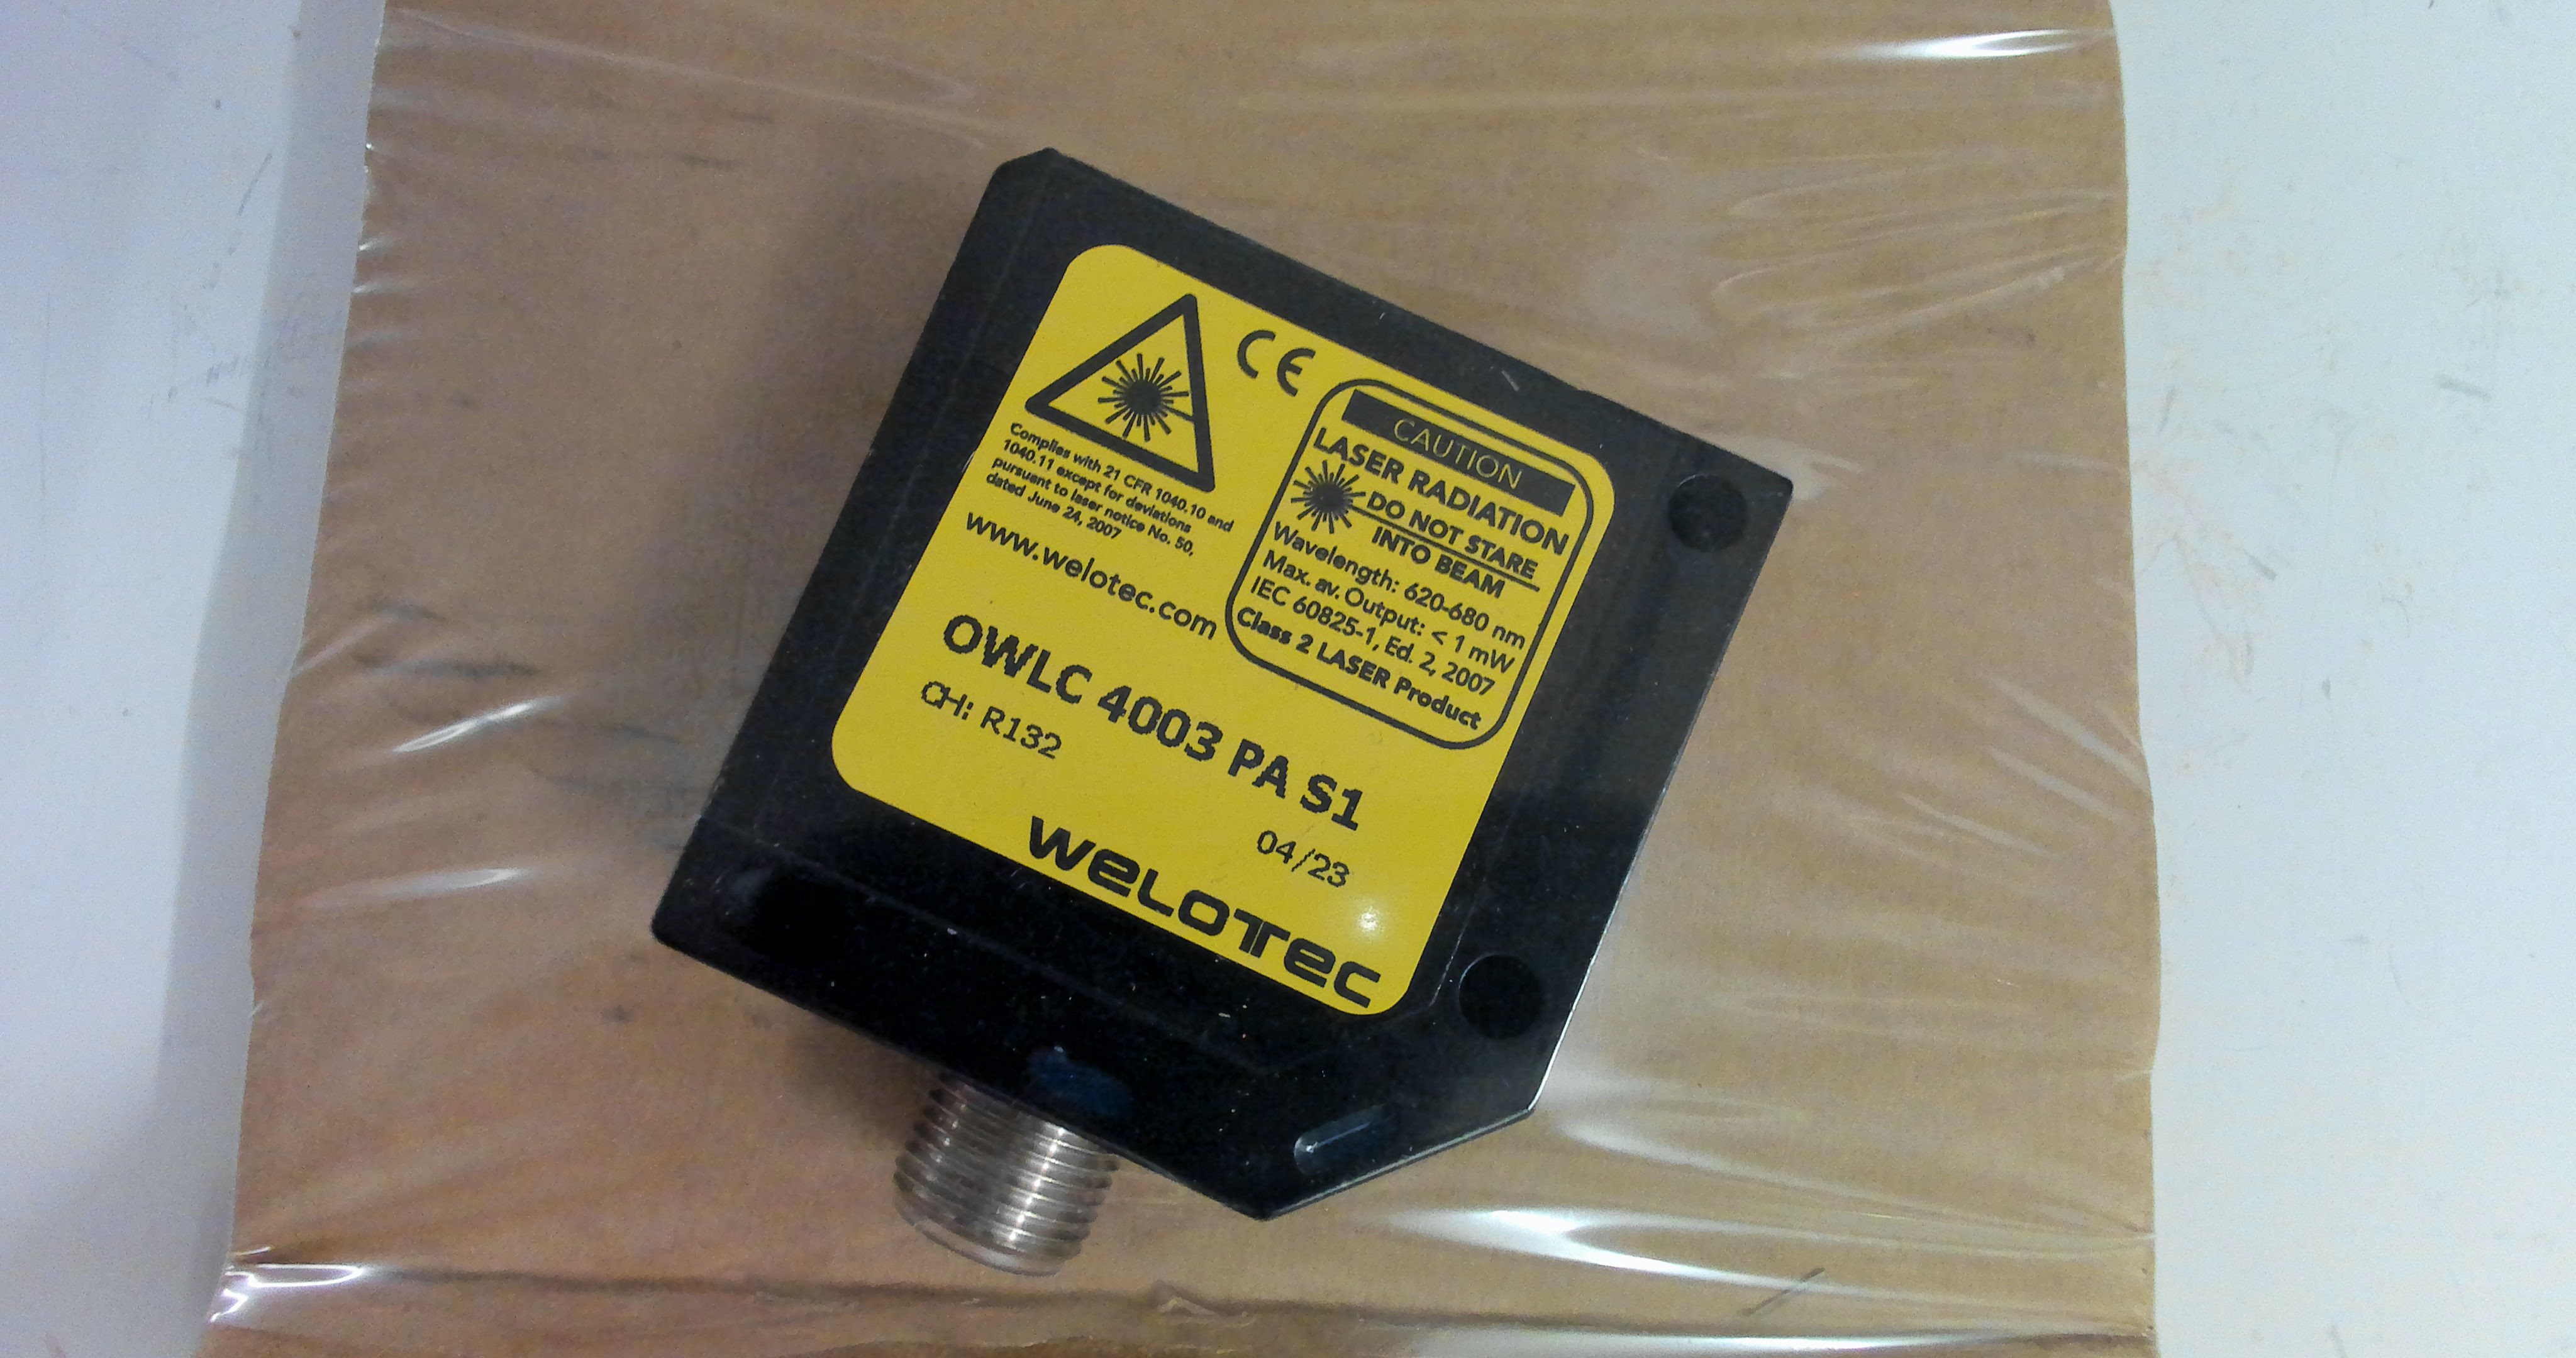 CE
Complies with 21 CFR 1040.10 and
1040.11 except for deviations
pursuant to laser notice No. 50,
dated June 24, 2007
www.welotec.com
CAUTION
LASER RADIATION
DO NOT STARE
INTO BEAM
Wavelength: 620-680 nm
Max. av. Output: < 1 mW
IEC 60825-1, Ed. 2, 2007
Class 2 LASER Product
OWLC 4003 PA S1
CH: R132
04/23
WELOTEC